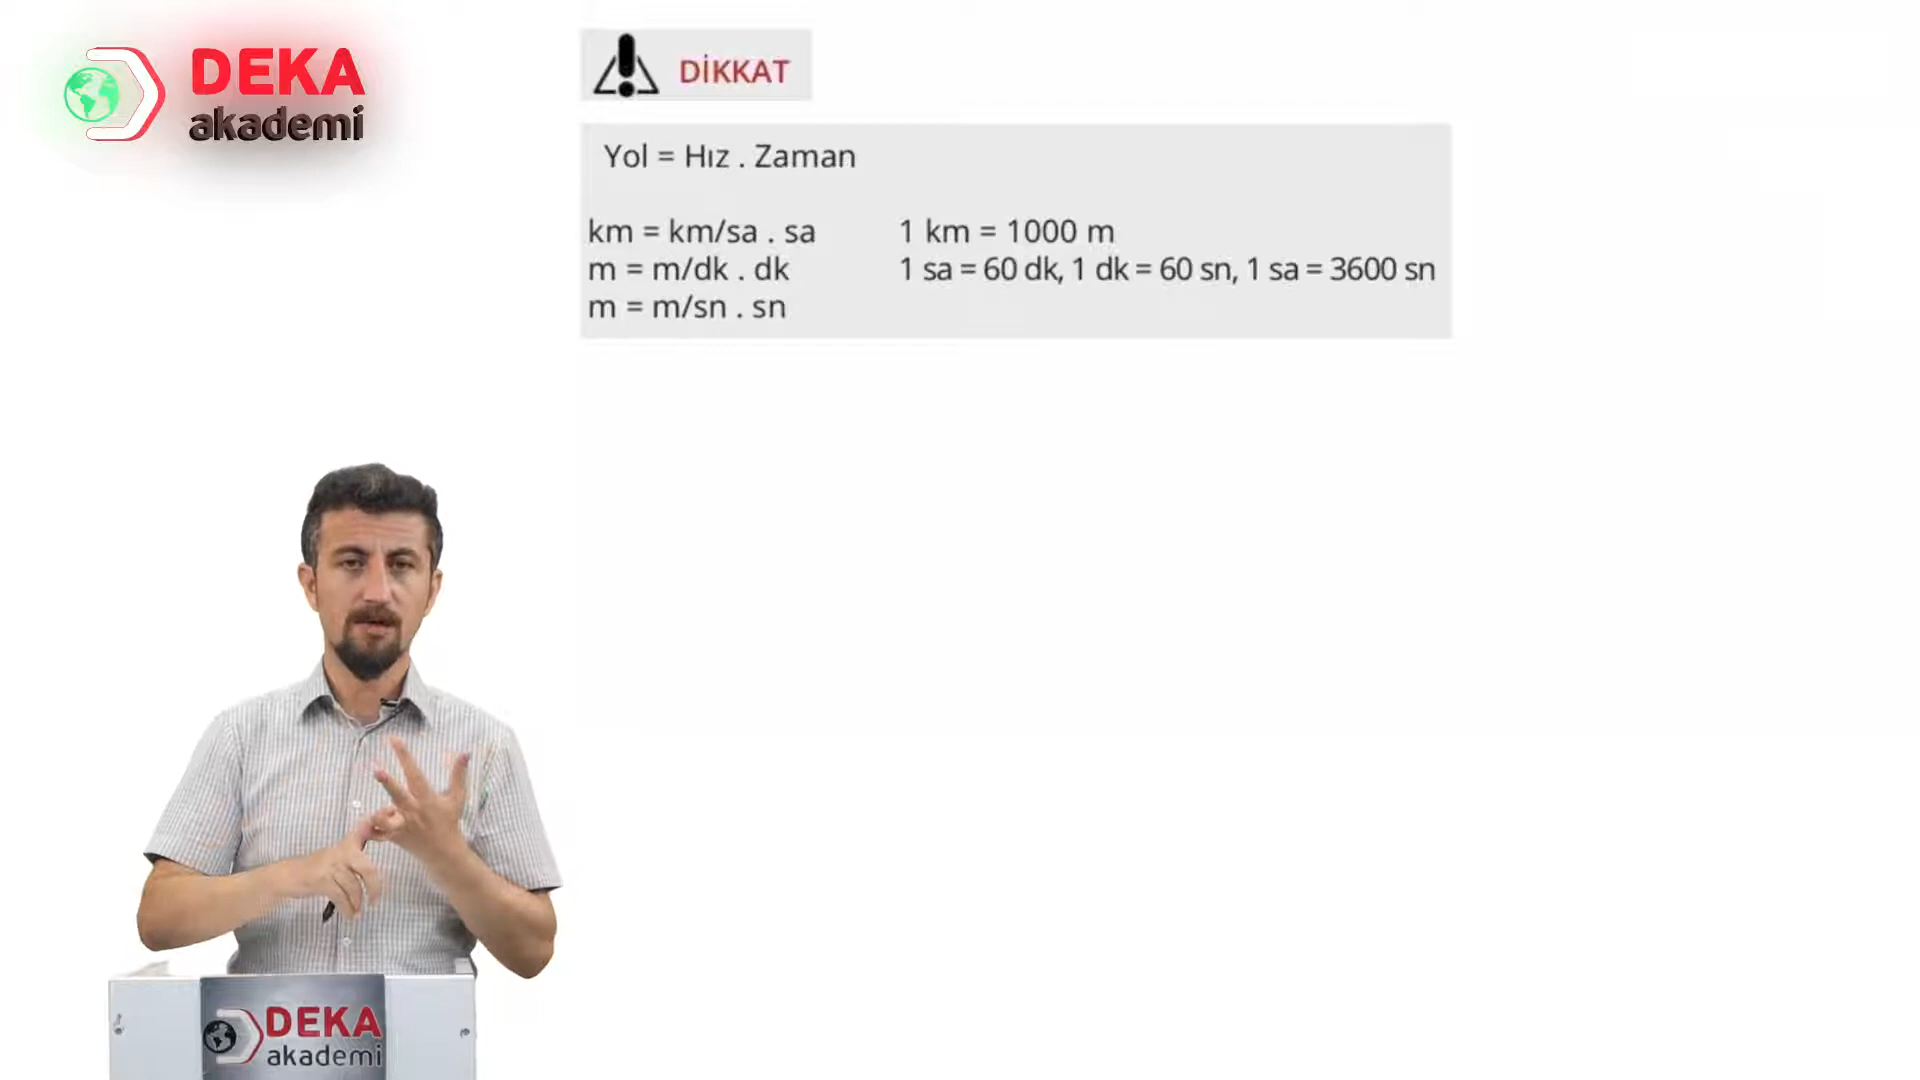 DEKA
akademi
DİKKAT
Yol = Hız . Zaman
km = km/sa . sa
m = m/dk . dk
m = m/sn . sn
1 km = 1000 m
1 sa = 60 dk, 1 dk = 60 sn, 1 sa = 3600 sn
DEKA
akademi